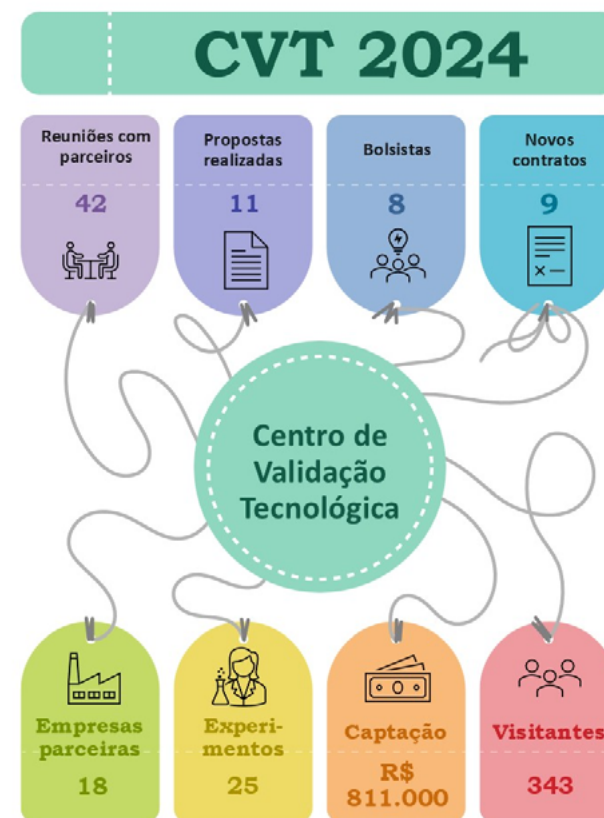 CVT 2024
Reuniões com
parceiros
42
Propostas
realizadas
11
Bolsistas
8
Novos
contratos
9
Centro de
Validação
Tecnológica
Empresas
parceiras
18
Experi-
mentos
25
Captação
R$
811.000
Visitantes
343